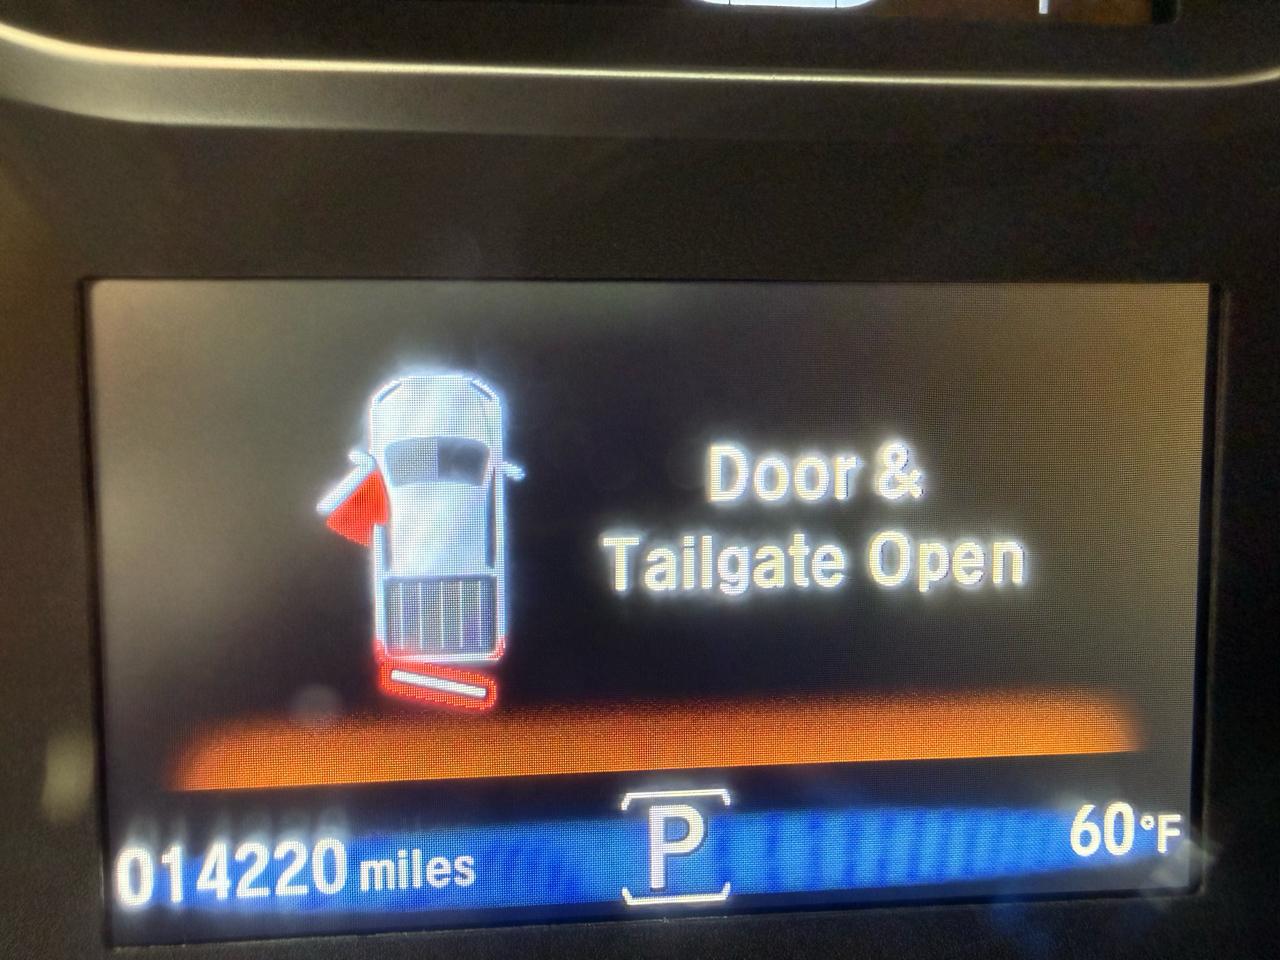 Door &
Tailgate Open
014220 miles
P
60°F